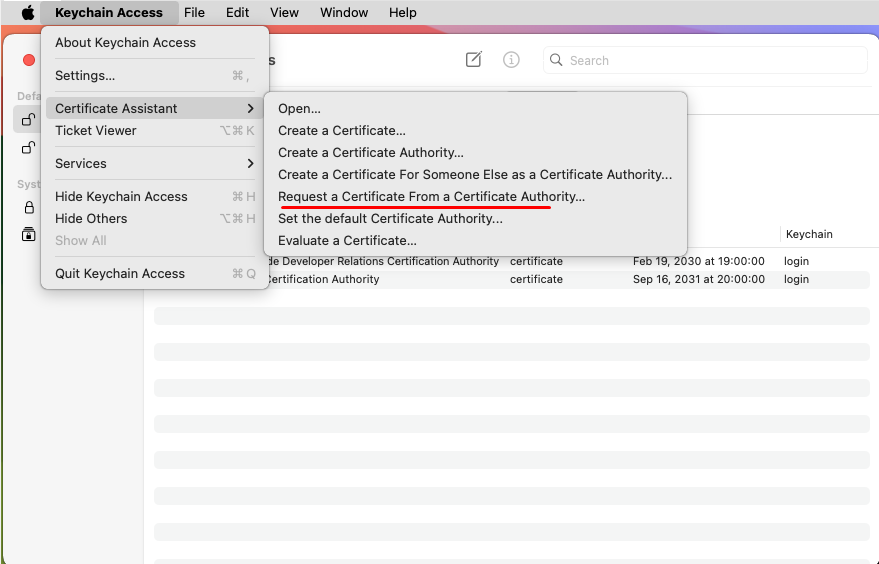 Keychain Access File Edit View Window Help
About Keychain Access
Settings... ⌘ ,
Certificate Assistant
Ticket Viewer ⌥⌘ K
Services
Hide Keychain Access ⌘ H
Hide Others ⌥⌘ H
Show All
Quit Keychain Access ⌘ Q
Open...
Create a Certificate...
Create a Certificate Authority...
Create a Certificate For Someone Else as a Certificate Authority...
Request a Certificate From a Certificate Authority...
Set the default Certificate Authority...
Evaluate a Certificate...
s
Search
Defa
Syst
Keychain
de Developer Relations Certification Authority certificate Feb 19, 2030 at 19:00:00 login
Certification Authority certificate Sep 16, 2031 at 20:00:00 login